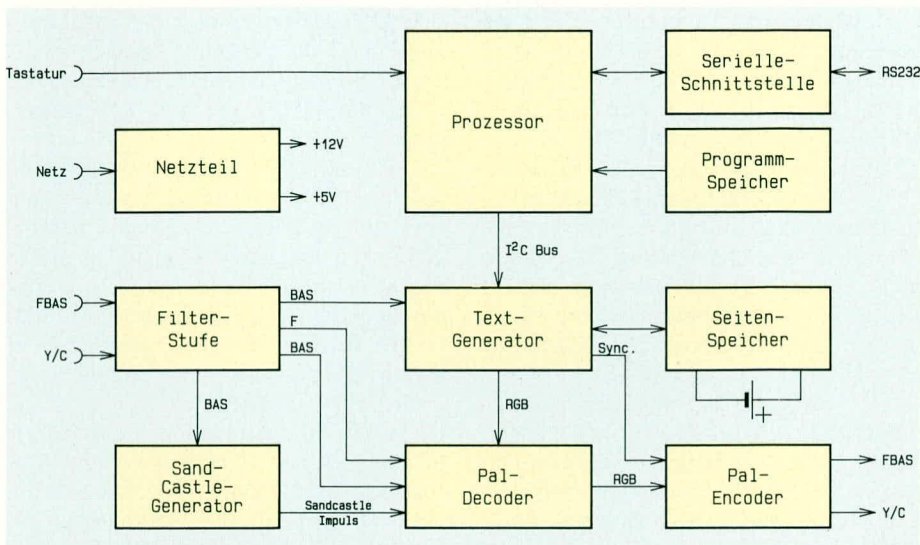 Tastatur
Prozessor
Serielle-
Schnittstelle
RS232
Netz
Netzteil
+12V
+5V
Programm-
Speicher
I²C Bus
FBAS
Y/C
Filter-
Stufe
BAS
F
BAS
Text-
Generator
Sync.
Seiten-
Speicher
+
BAS
RGB
Sand-
Castle-
Generator
Sandcastle
Impuls
Pal-
Decoder
RGB
Pal-
Encoder
FBAS
Y/C